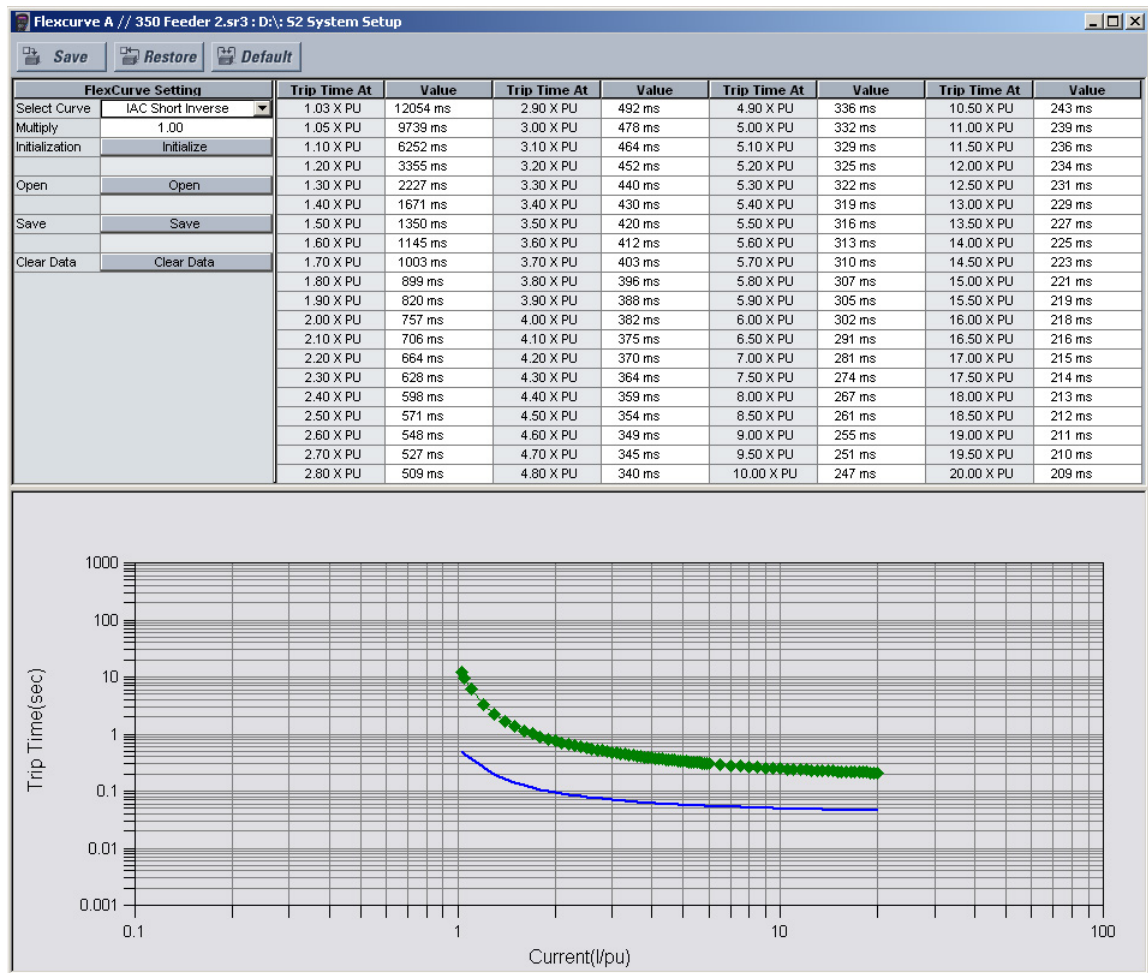 Flexcurve A // 350 Feeder 2.sr3 : D:\: S2 System Setup
Save Restore Default
FlexCurve Setting Trip Time At Value Trip Time At Value Trip Time At Value Trip Time At Value
Select Curve IAC Short Inverse 1.03 X PU 12054 ms 2.90 X PU 492 ms 4.90 X PU 336 ms 10.50 X PU 243 ms
Multiply 1.00 1.05 X PU 9739 ms 3.00 X PU 478 ms 5.00 X PU 332 ms 11.00 X PU 239 ms
Initialization Initialize 1.10 X PU 6252 ms 3.10 X PU 464 ms 5.10 X PU 329 ms 11.50 X PU 236 ms
1.20 X PU 3355 ms 3.20 X PU 452 ms 5.20 X PU 325 ms 12.00 X PU 234 ms
Open Open 1.30 X PU 2227 ms 3.30 X PU 440 ms 5.30 X PU 322 ms 12.50 X PU 231 ms
1.40 X PU 1671 ms 3.40 X PU 430 ms 5.40 X PU 319 ms 13.00 X PU 229 ms
Save Save 1.50 X PU 1350 ms 3.50 X PU 420 ms 5.50 X PU 316 ms 13.50 X PU 227 ms
1.60 X PU 1145 ms 3.60 X PU 412 ms 5.60 X PU 313 ms 14.00 X PU 225 ms
Clear Data Clear Data 1.70 X PU 1003 ms 3.70 X PU 403 ms 5.70 X PU 310 ms 14.50 X PU 223 ms
1.80 X PU 899 ms 3.80 X PU 396 ms 5.80 X PU 307 ms 15.00 X PU 221 ms
1.90 X PU 820 ms 3.90 X PU 388 ms 5.90 X PU 305 ms 15.50 X PU 219 ms
2.00 X PU 757 ms 4.00 X PU 382 ms 6.00 X PU 302 ms 16.00 X PU 218 ms
2.10 X PU 706 ms 4.10 X PU 375 ms 6.50 X PU 291 ms 16.50 X PU 216 ms
2.20 X PU 664 ms 4.20 X PU 370 ms 7.00 X PU 281 ms 17.00 X PU 215 ms
2.30 X PU 628 ms 4.30 X PU 364 ms 7.50 X PU 274 ms 17.50 X PU 214 ms
2.40 X PU 598 ms 4.40 X PU 359 ms 8.00 X PU 267 ms 18.00 X PU 213 ms
2.50 X PU 571 ms 4.50 X PU 354 ms 8.50 X PU 261 ms 18.50 X PU 212 ms
2.60 X PU 548 ms 4.60 X PU 349 ms 9.00 X PU 255 ms 19.00 X PU 211 ms
2.70 X PU 527 ms 4.70 X PU 345 ms 9.50 X PU 251 ms 19.50 X PU 210 ms
2.80 X PU 509 ms 4.80 X PU 340 ms 10.00 X PU 247 ms 20.00 X PU 209 ms
Trip Time(sec)
1000
100
10
1
0.1
0.01
0.001
0.1 1 10 100
Current(I/pu)